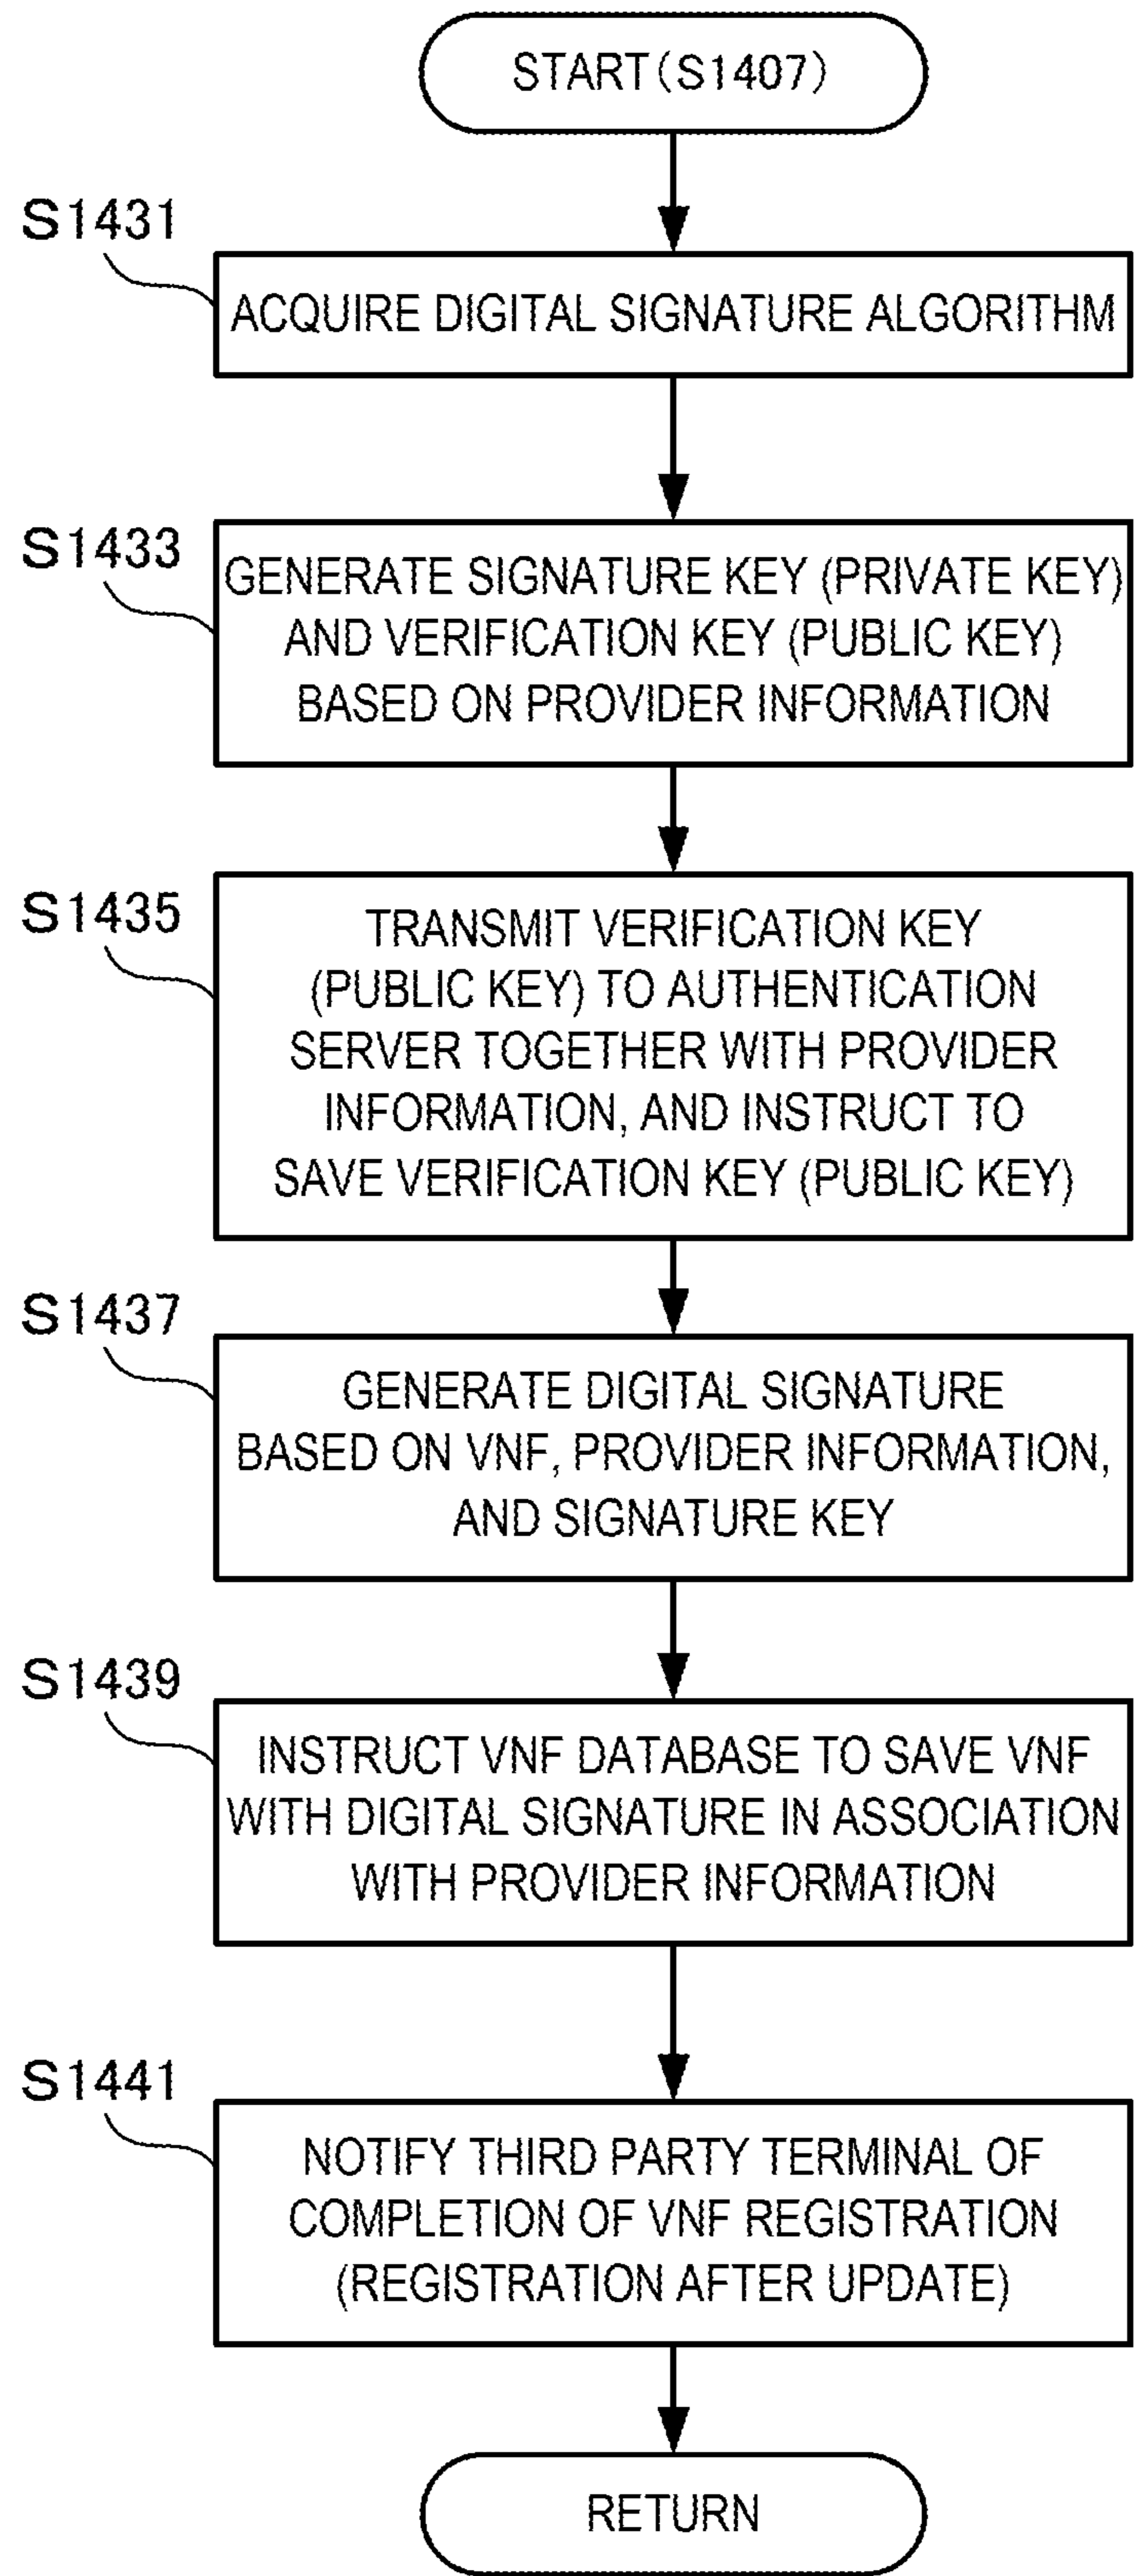 START(S1407)
S1431
ACQUIRE DIGITAL SIGNATURE ALGORITHM
S1433
GENERATE SIGNATURE KEY (PRIVATE KEY)
AND VERIFICATION KEY (PUBLIC KEY)
BASED ON PROVIDER INFORMATION
S1435
TRANSMIT VERIFICATION KEY
(PUBLIC KEY) TO AUTHENTICATION
SERVER TOGETHER WITH PROVIDER
INFORMATION, AND INSTRUCT TO
SAVE VERIFICATION KEY (PUBLIC KEY)
S1437
GENERATE DIGITAL SIGNATURE
BASED ON VNF, PROVIDER INFORMATION,
AND SIGNATURE KEY
S1439
INSTRUCT VNF DATABASE TO SAVE VNF
WITH DIGITAL SIGNATURE IN ASSOCIATION
WITH PROVIDER INFORMATION
S1441
NOTIFY THIRD PARTY TERMINAL OF
COMPLETION OF VNF REGISTRATION
(REGISTRATION AFTER UPDATE)
RETURN